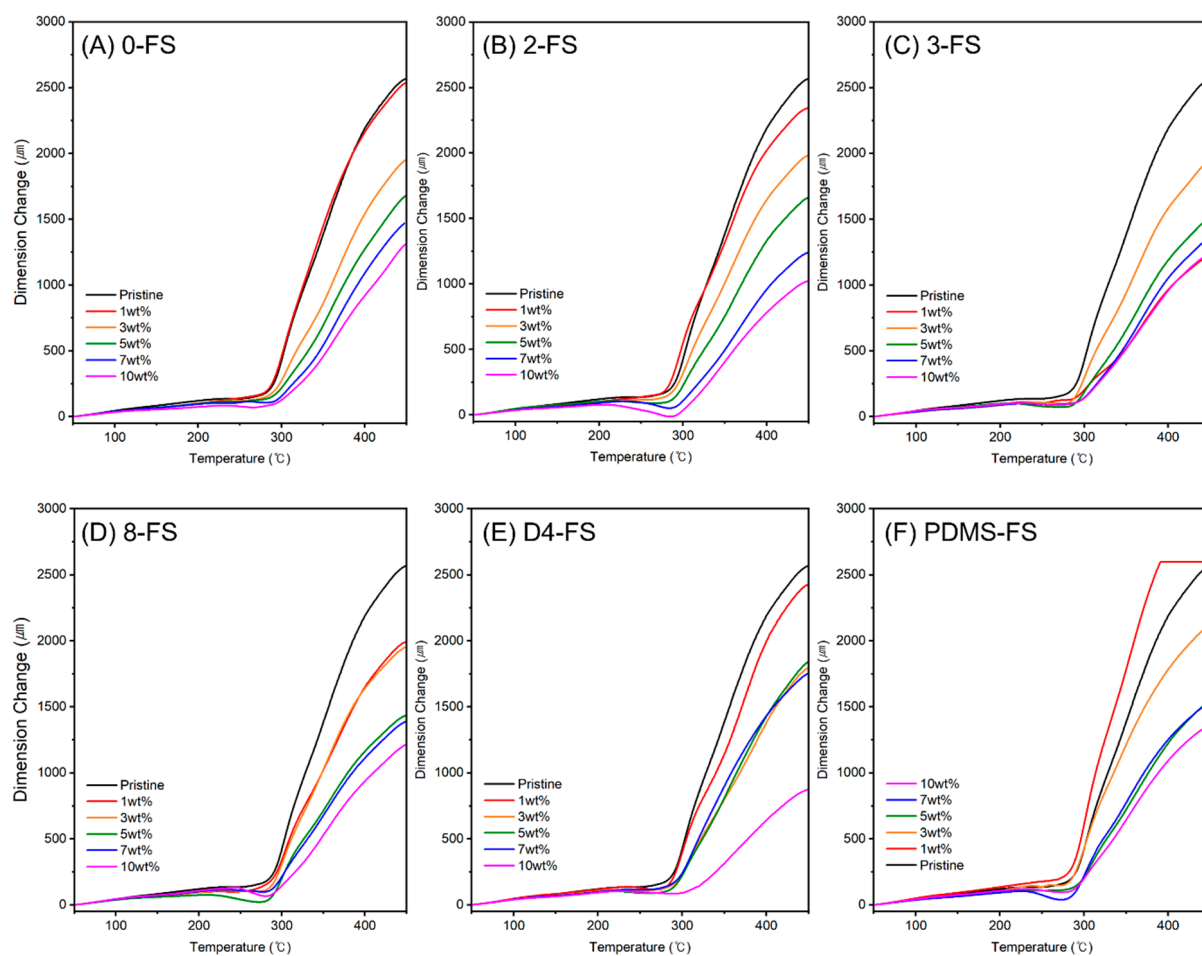 (A) 0-FS
3000
2500
2000
1500
1000
500
0
Dimension Change (㎛)
Pristine
1wt%
3wt%
5wt%
7wt%
10wt%
100
200
300
400
Temperature (℃)
(B) 2-FS
3000
2500
2000
1500
1000
500
0
Dimension Change (㎛)
Pristine
1wt%
3wt%
5wt%
7wt%
10wt%
100
200
300
400
Temperature (℃)
(C) 3-FS
3000
2500
2000
1500
1000
500
0
Dimension Change (㎛)
Pristine
1wt%
3wt%
5wt%
7wt%
10wt%
100
200
300
400
Temperature (℃)
(D) 8-FS
3000
2500
2000
1500
1000
500
0
Dimension Change (㎛)
Pristine
1wt%
3wt%
5wt%
7wt%
10wt%
100
200
300
400
Temperature (℃)
(E) D4-FS
3000
2500
2000
1500
1000
500
0
Dimension Change (㎛)
Pristine
1wt%
3wt%
5wt%
7wt%
10wt%
100
200
300
400
Temperature (℃)
(F) PDMS-FS
3000
2500
2000
1500
1000
500
0
Dimension Change (㎛)
10wt%
7wt%
5wt%
3wt%
1wt%
Pristine
100
200
300
400
Temperature (℃)